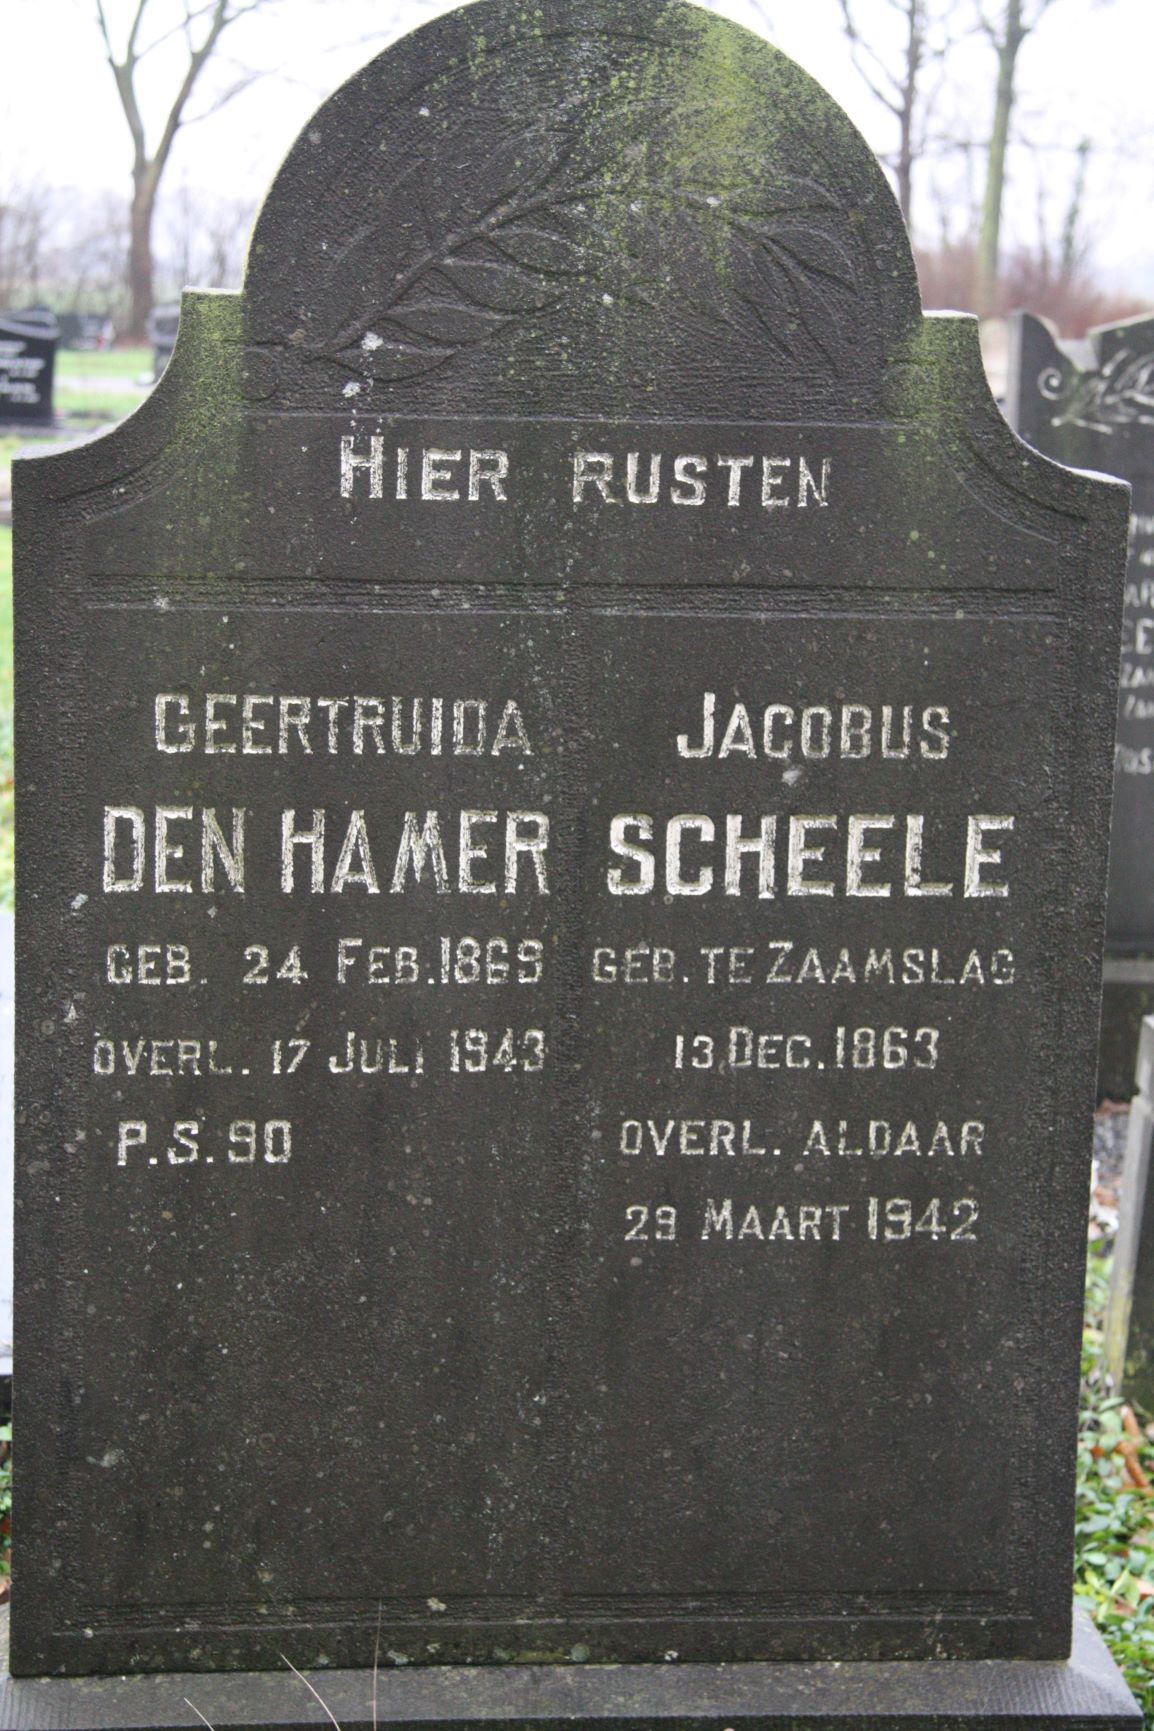 HIER RUSTEN
GEERTRUIDA
DEN HAMER
GEB. 24 FEB. 1869
OVERL. 17 JULI 1943
P.S. 90
JACOBUS
SCHEELE
GEB. TE ZAAMSLAG
13 DEC. 1863
OVERL. ALDAAR
29 MAART 1942